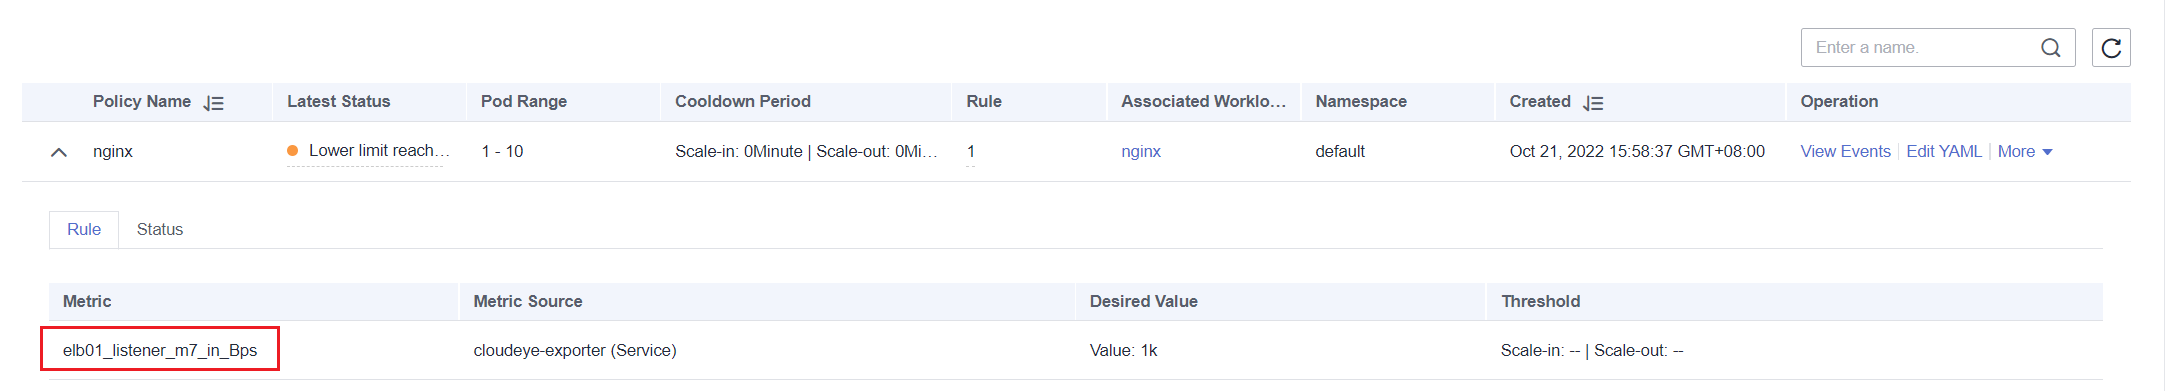 Enter a name.
Policy Name Latest Status Pod Range Cooldown Period Rule Associated Worklo... Namespace Created Operation
nginx Lower limit reach... 1 - 10 Scale-in: 0Minute | Scale-out: 0Mi... 1 nginx default Oct 21, 2022 15:58:37 GMT+08:00 View Events Edit YAML More
Rule Status
Metric Metric Source Desired Value Threshold
elb01_listener_m7_in_Bps cloudeye-exporter (Service) Value: 1k Scale-in: -- | Scale-out: --